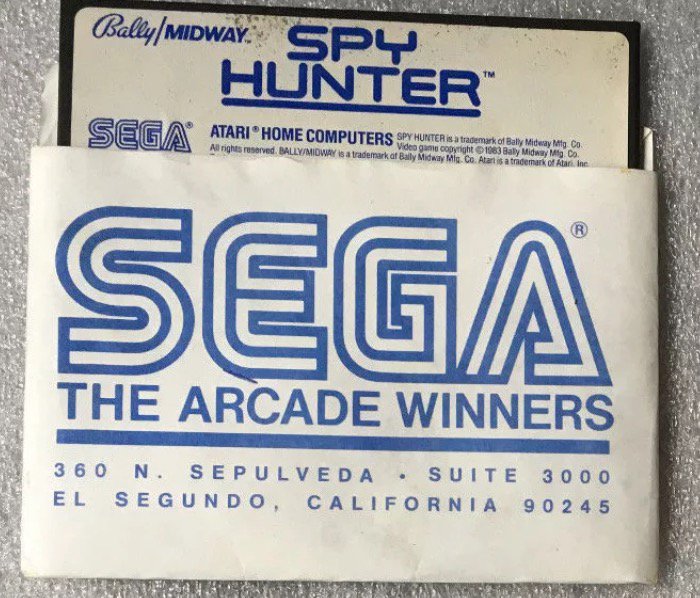 Bally/MIDWAY™
SPY
HUNTER™
SEGA®
ATARI® HOME COMPUTERS
SPY HUNTER is a trademark of Bally Midway Mfg. Co.
Video game copyright ©1983 Bally Midway Mfg. Co.
All rights reserved. BALLY/MIDWAY is a trademark of Bally Midway Mfg. Co. Atari is a trademark of Atari, Inc.
SEGA®
THE ARCADE WINNERS
360 N. SEPULVEDA • SUITE 3000
EL SEGUNDO, CALIFORNIA 90245